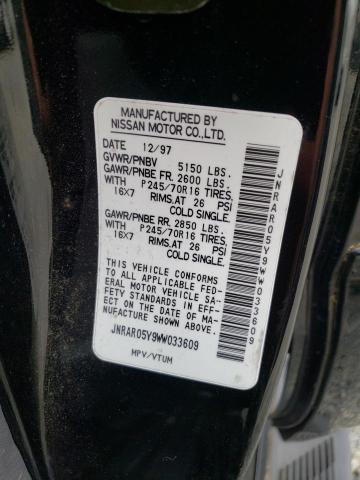 MANUFACTURED BY
NISSAN MOTOR CO.,LTD.
DATE 12/97
GVWR/PNBV 5150 LBS.
GAWR/PNBE FR. 2600 LBS.
WITH P245/70R16 TIRES,
16X7 RIMS,AT 26 PSI
COLD SINGLE.
GAWR/PNBE RR. 2850 LBS.
WITH P245/70R16 TIRES,
16X7 RIMS,AT 26 PSI
COLD SINGLE.
THIS VEHICLE CONFORMS
TO ALL APPLICABLE FED-
ERAL MOTOR VEHICLE SA-
FETY STANDARDS IN EFF-
ECT ON THE DATE OF MA-
NUFACTURE SHOWN ABOVE.
JNRAR05Y9WW033609
MPV/VTUM
JNRAR05Y9WW033609